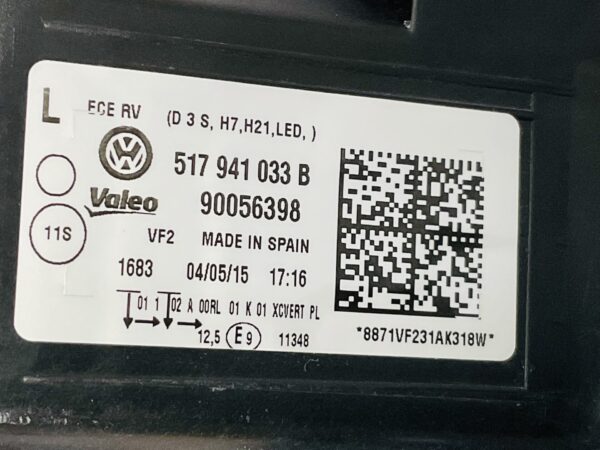 L ECE RV (D 3 S, H7,H21,LED, )
517 941 033 B
Valeo 90056398
11S
VF2 MADE IN SPAIN
1683 04/05/15 17:16
01 1 02 A 00RL 01 K 01 XCVERT PL
12,5 E9 11348
*8871VF231AK318W*